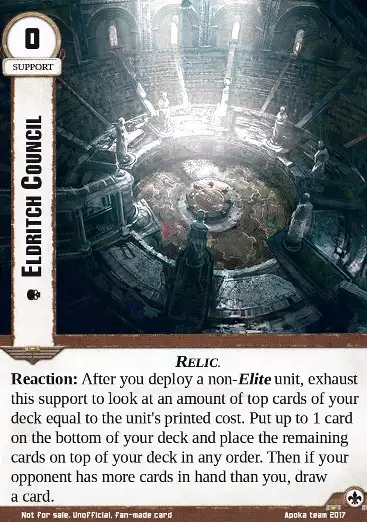 0
SUPPORT
ELDRITCH COUNCIL
RELIC.
Reaction: After you deploy a non-Elite unit, exhaust
this support to look at an amount of top cards of your
deck equal to the unit's printed cost. Put up to 1 card
on the bottom of your deck and place the remaining
cards on top of your deck in any order. Then if your
opponent has more cards in hand than you, draw
a card.
Not for sale. Unofficial, fan-made card
Apoka team 2017